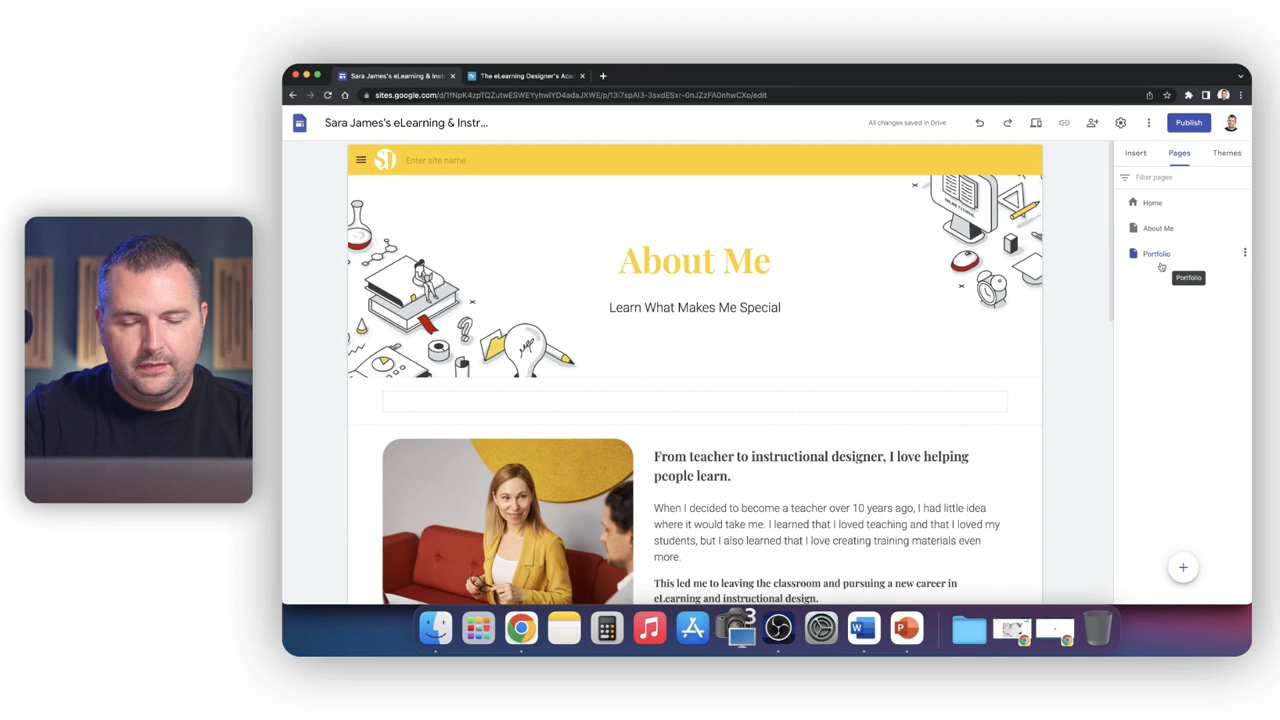 Sara James's eLearning & Inst
The eLearning Designer's Aca
sites.google.com/d/1fNpK4zpTQZutwESWEYyhwIYD4adaJXWE/p/13i7spAI3-3sxdESxr-0nJZzFA0nhwCXo/edit
Sara James's eLearning & Instr...
All changes saved in Drive
Publish
Enter site name
Insert
Pages
Themes
Filter pages
Home
About Me
Portfolio
Portfolio
ONLINE TUTORIAL
About Me
Learn What Makes Me Special
From teacher to instructional designer, I love helping
people learn.
When I decided to become a teacher over 10 years ago, I had little idea
where it would take me. I learned that I loved teaching and that I loved my
students, but I also learned that I love creating training materials even
more.
This led me to leaving the classroom and pursuing a new career in
eLearning and instructional design.
3
W
P